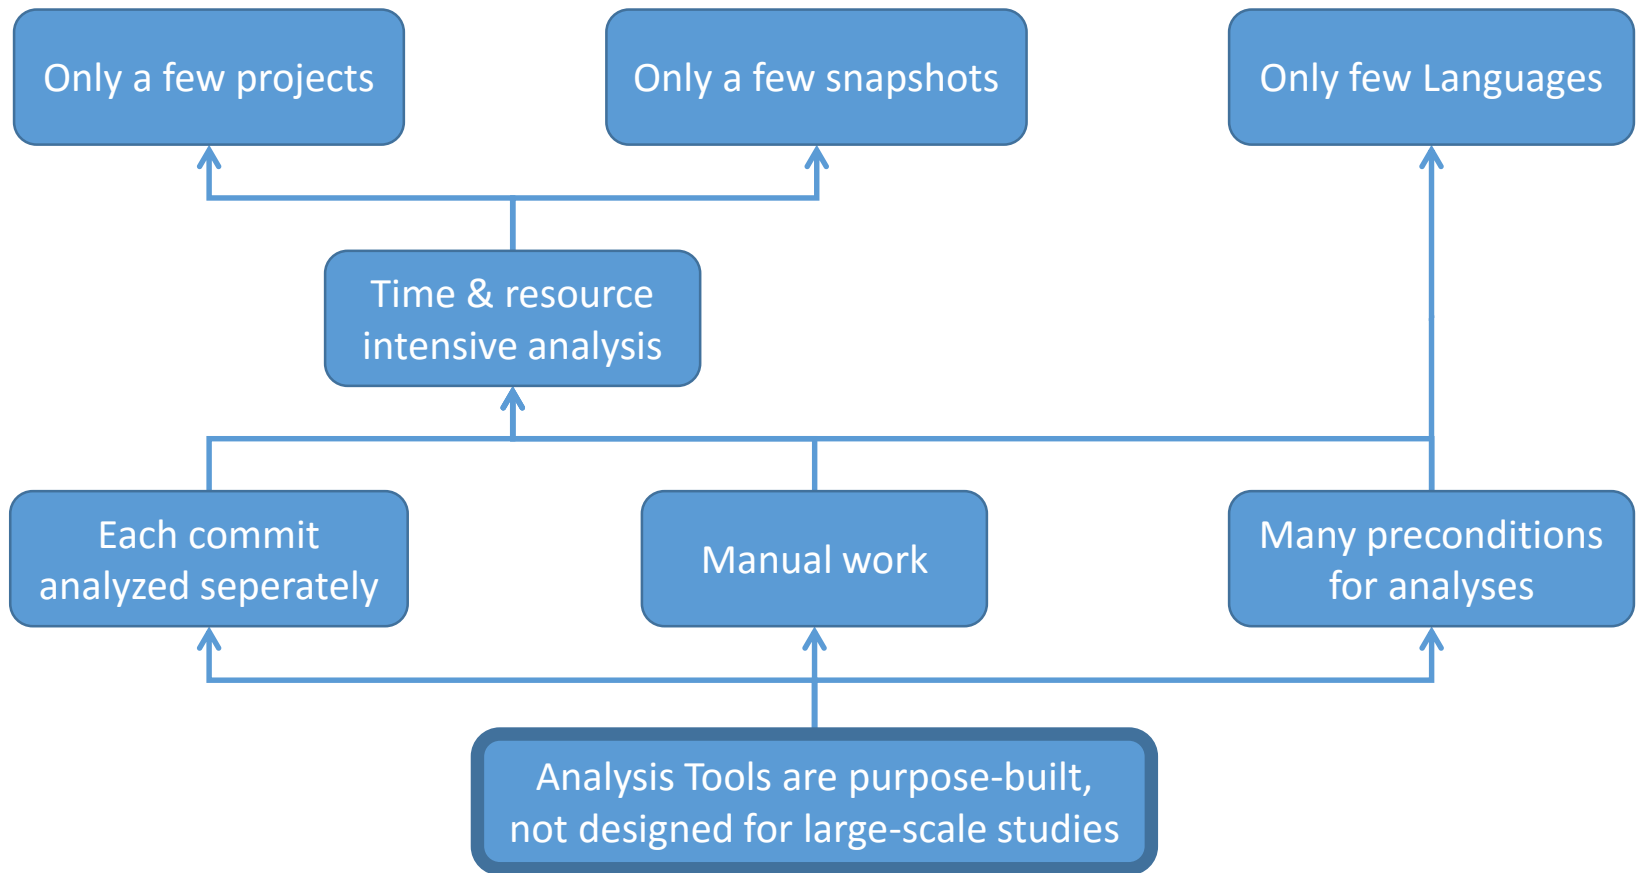 Only a few projects
Only a few snapshots
Only few Languages
Time & resource
intensive analysis
Each commit
analyzed seperately
Manual work
Many preconditions
for analyses
Analysis Tools are purpose-built,
not designed for large-scale studies